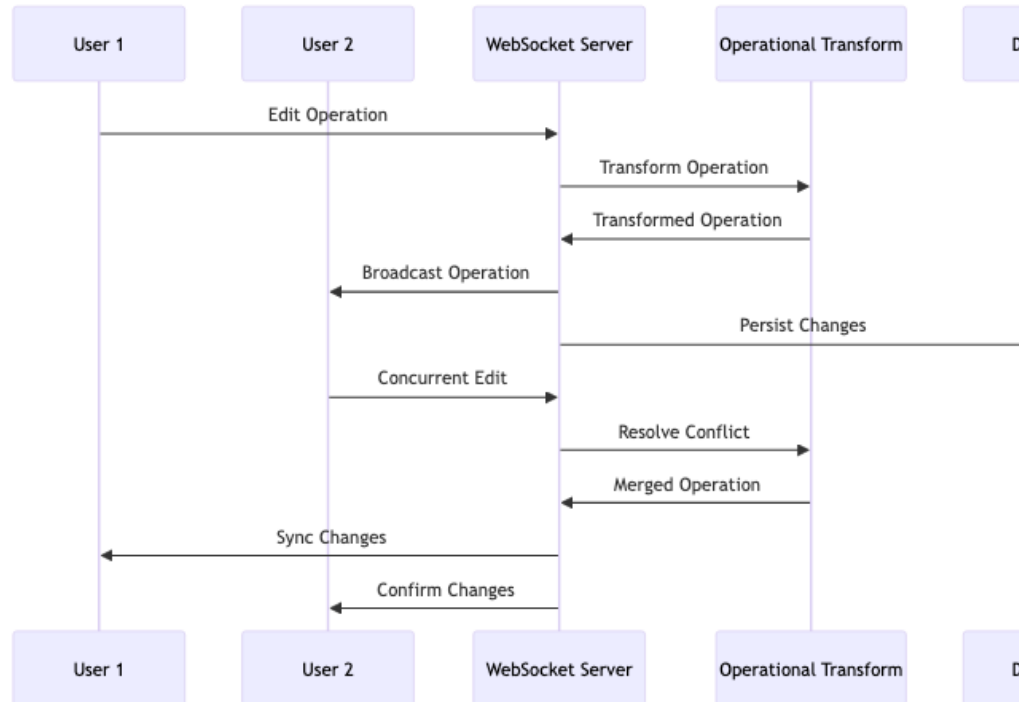 User 1
User 2
WebSocket Server
Operational Transform
Edit Operation
Transform Operation
Transformed Operation
Broadcast Operation
Persist Changes
Concurrent Edit
Resolve Conflict
Merged Operation
Sync Changes
Confirm Changes
User 1
User 2
WebSocket Server
Operational Transform